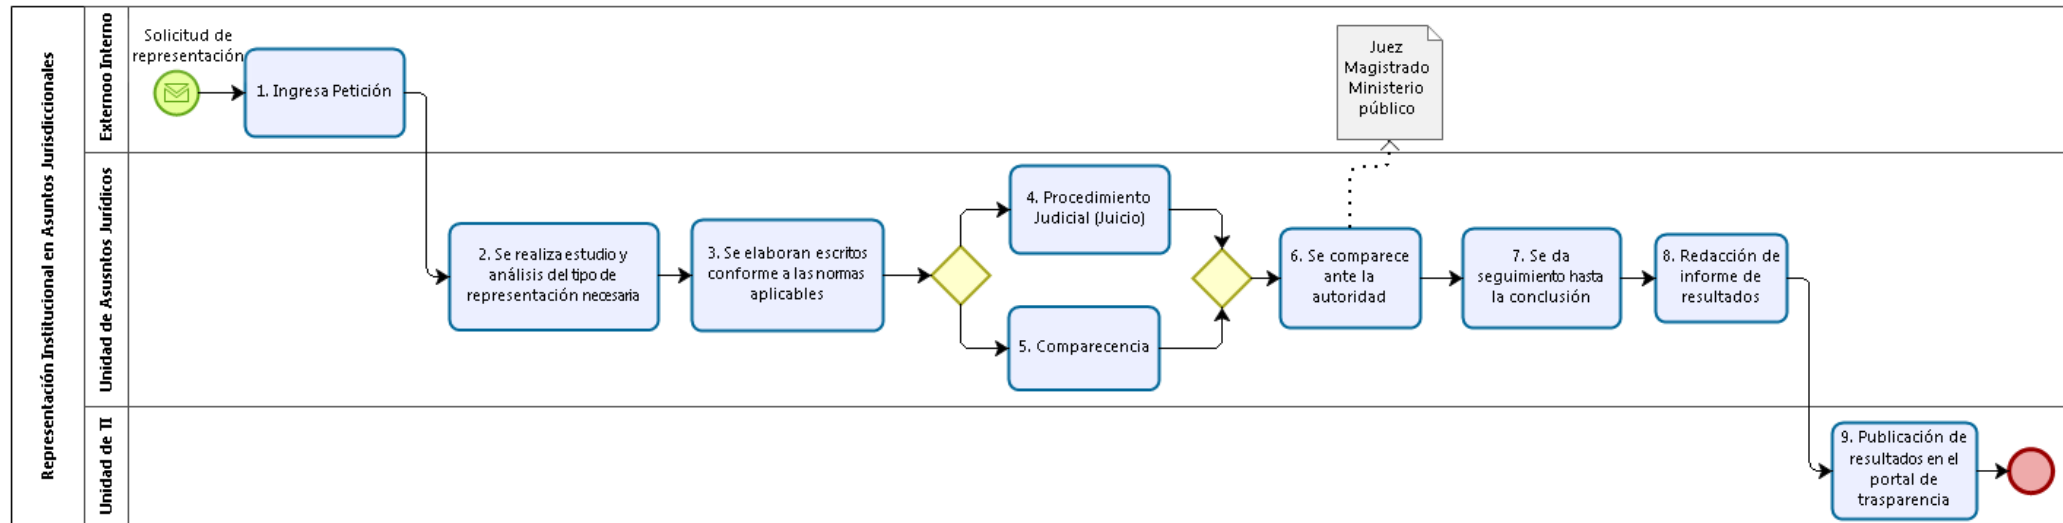 Representación Institucional en Asuntos Jurisdiccionales
Externoo Interno
Solicitud de
representación
1. Ingresa Petición
Juez
Magistrado
Ministerio
público
Unidad de Asusntos Jurídicos
2. Se realiza estudio y
análisis del tipo de
representación necesaria
3. Se elaboran escritos
conforme a las normas
aplicables
4. Procedimiento
Judicial (Juicio)
5. Comparecencia
6. Se comparece
ante la
autoridad
7. Se da
seguimiento hasta
la conclusión
8. Redacción de
informe de
resultados
Unidad de TI
9. Publicación de
resultados en el
portal de
trasparencia